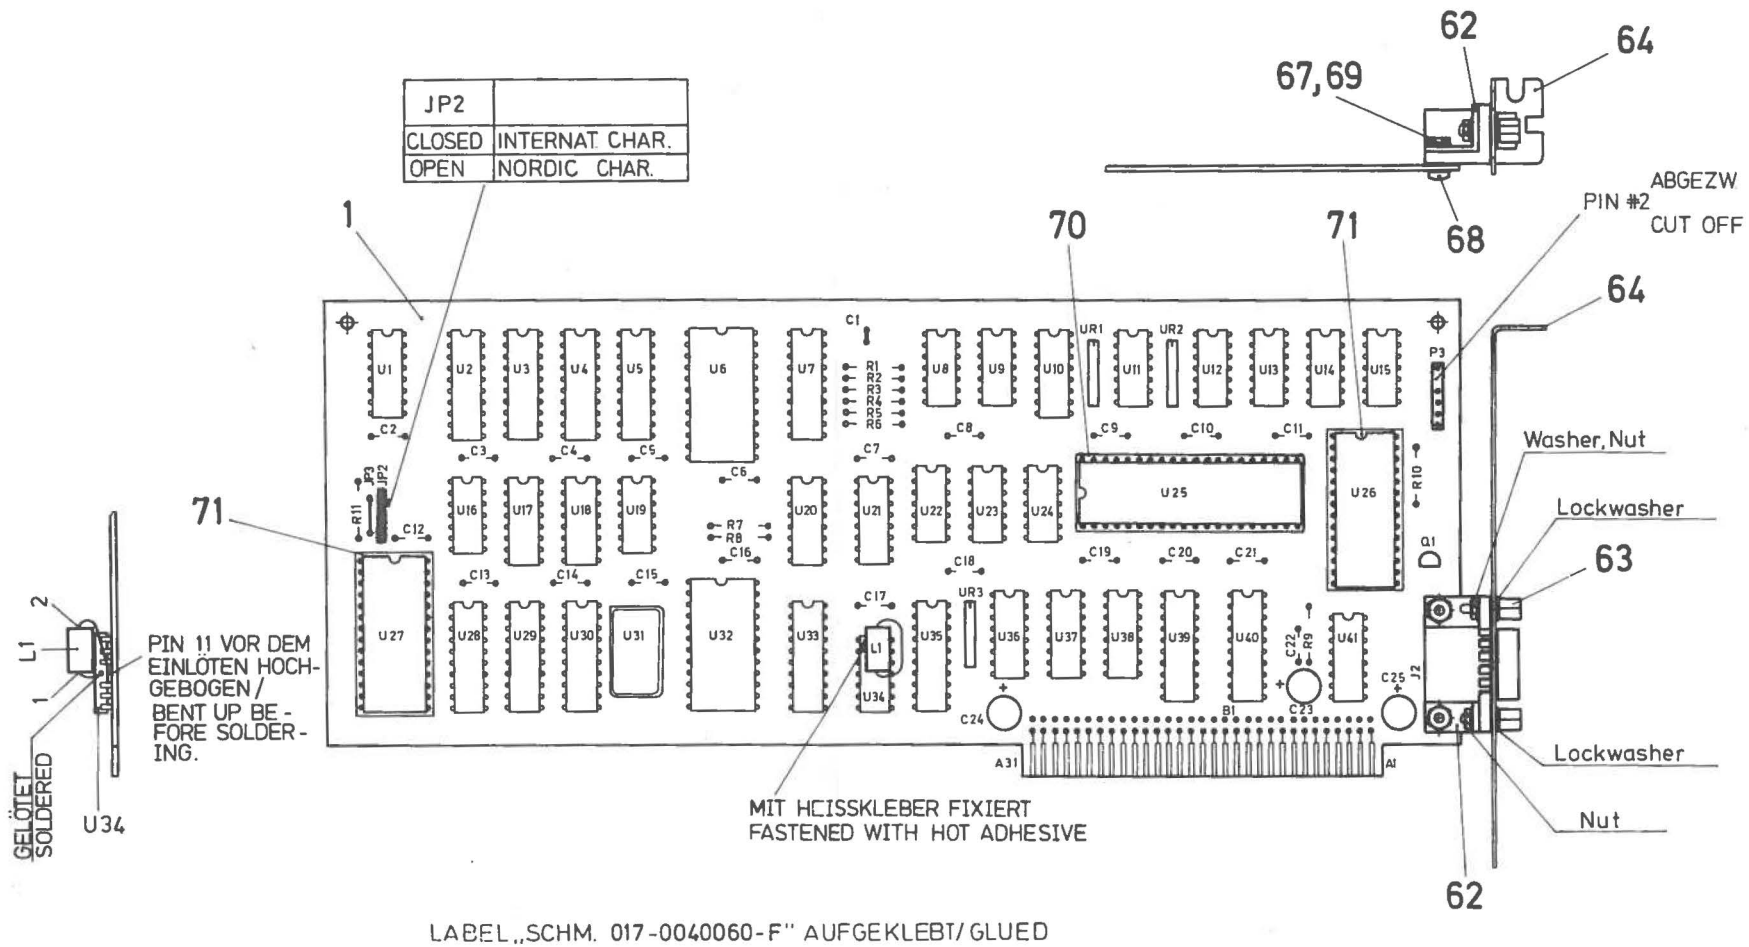 62
64
67, 69
JP2
CLOSED INTERNAT. CHAR.
OPEN NORDIC CHAR.
ABGEZW.
PIN #2
CUT OFF
68
1
70
71
64
C1
UR1
UR2
P3
U1
U2
U3
U4
U5
U6
U7
R1
R2
R3
R4
R5
R6
U8
U9
U10
U11
U12
U13
U14
U15
C2
C3
C4
C5
C6
C7
C8
C9
C10
C11
Washer, Nut
JP3
JP2
R11
C12
U16
U17
U18
U19
R7
R8
C16
U20
U21
U22
U23
U24
U25
U26
R10
Lockwasher
71
Q1
C13
C14
C15
C17
C18
C19
C20
C21
63
UR3
2
L1
1
PIN 11 VOR DEM
EINLÖTEN HOCH-
GEBOGEN /
BENT UP BE-
FORE SOLDER-
ING.
U27
U28
U29
U30
U31
U32
U33
L1
U34
U35
U36
U37
U38
U39
U40
C22
R9
U41
J2
C24
B1
C23
C25
+
+
+
A31
A1
Lockwasher
GELÖTET
SOLDERED
U34
MIT HEISSKLEBER FIXIERT
FASTENED WITH HOT ADHESIVE
Nut
62
LABEL „SCHM. 017-0040060-F" AUFGEKLEBT/GLUED